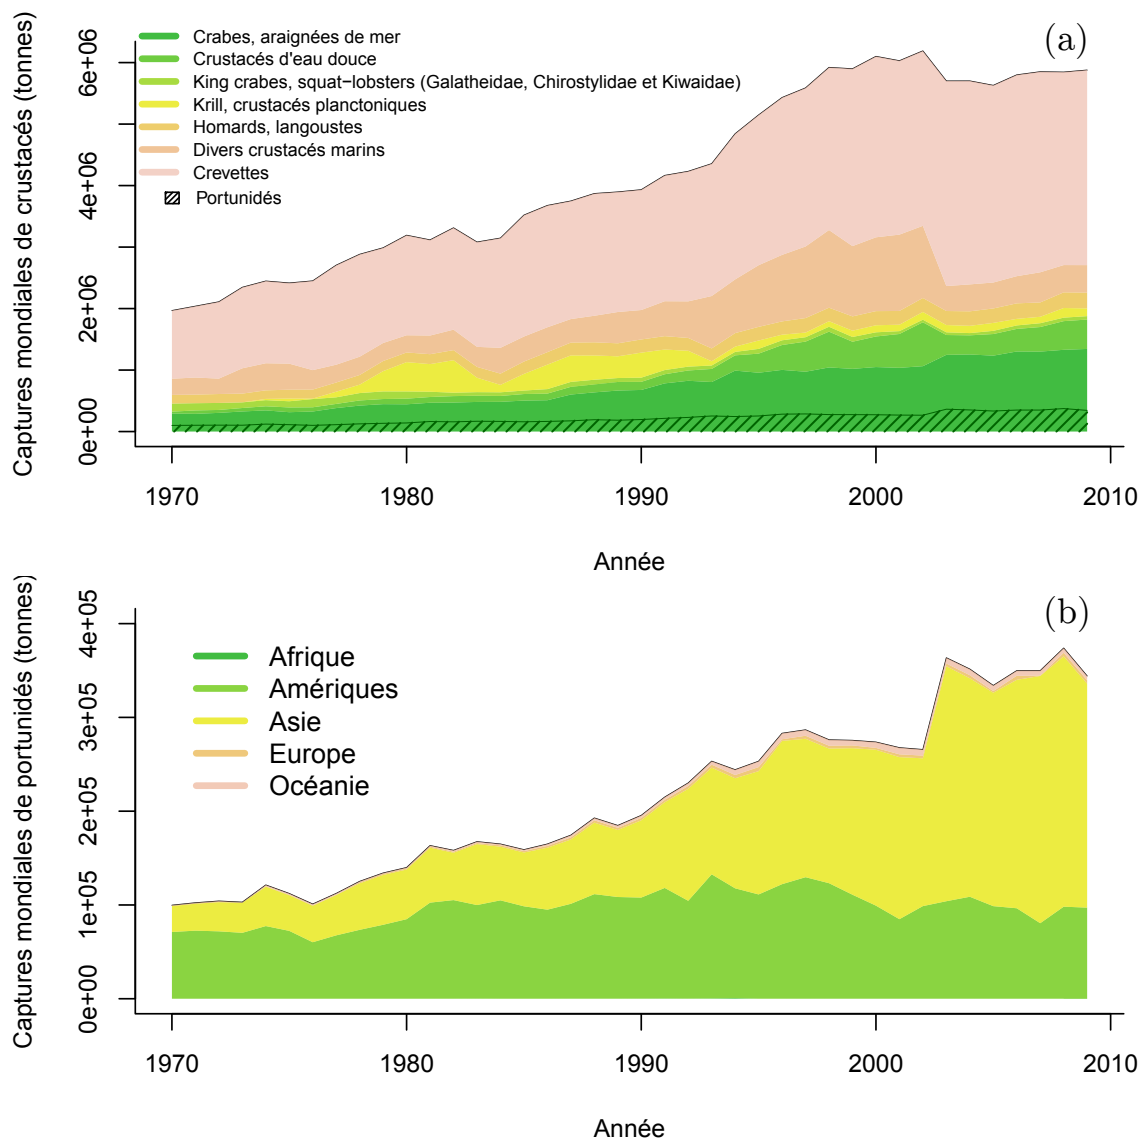 Captures mondiales de crustacés (tonnes)
0e+00 2e+06 4e+06 6e+06
Crabes, araignées de mer
Crustacés d'eau douce
King crabes, squat−lobsters (Galatheidae, Chirostylidae et Kiwaidae)
Krill, crustacés planctoniques
Homards, langoustes
Divers crustacés marins
Crevettes
Portunidés
(a)
1970 1980 1990 2000 2010
Année
Captures mondiales de portunidés (tonnes)
0e+00 1e+05 2e+05 3e+05 4e+05
Afrique
Amériques
Asie
Europe
Océanie
(b)
1970 1980 1990 2000 2010
Année